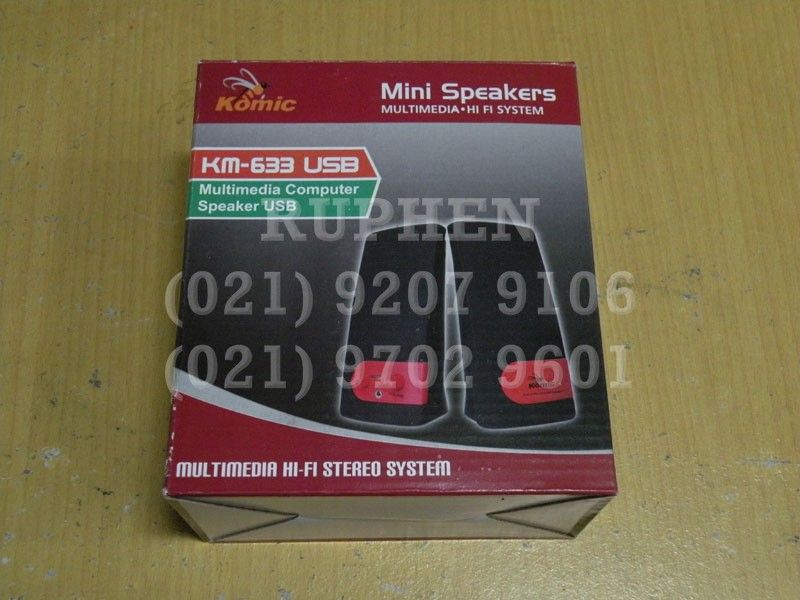 Komic
Mini Speakers
MULTIMEDIA•HI FI SYSTEM
KM-633 USB
Multimedia Computer
Speaker USB
RUPHEN
(021) 9207 9106
(021) 9702 9601
Komic
MULTIMEDIA HI-FI STEREO SYSTEM